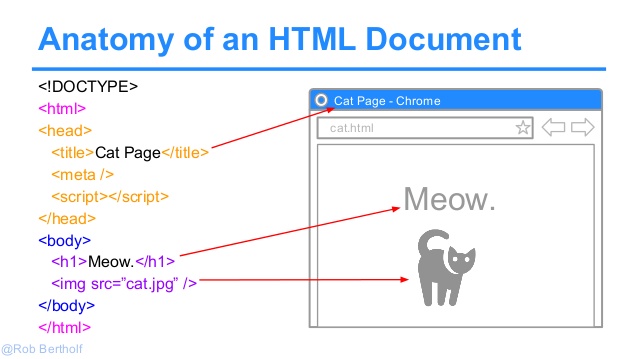 Anatomy of an HTML Document
<!DOCTYPE>
<html>
<head>
<title>Cat Page</title>
<meta />
<script></script>
</head>
<body>
<h1>Meow.</h1>
<img src=”cat.jpg” />
</body>
</html>
Cat Page - Chrome
cat.html
Meow.
@Rob Bertholf